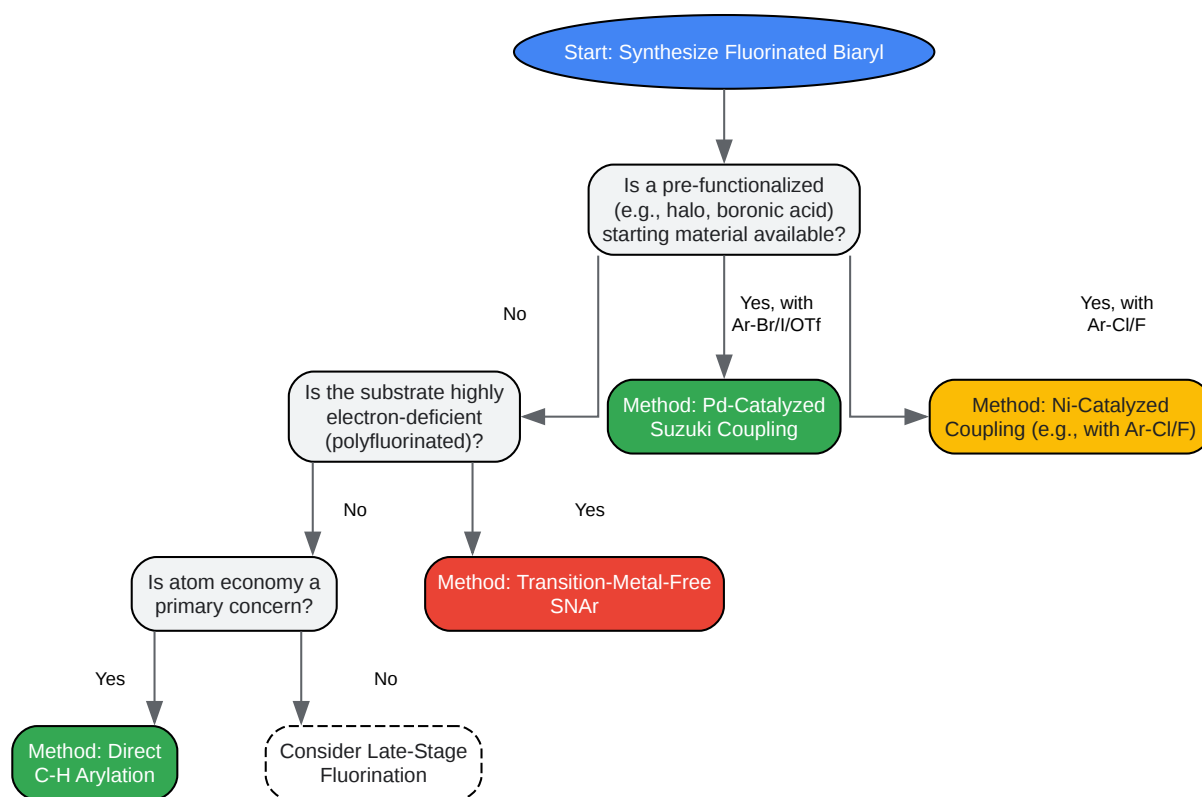 Start: Synthesize Fluorinated Biaryl
Is a pre-functionalized
(e.g., halo, boronic acid)
starting material available?
No
Yes, with
Ar-Br/I/OTf
Yes, with
Ar-Cl/F
Is the substrate highly
electron-deficient
(polyfluorinated)?
Method: Pd-Catalyzed
Suzuki Coupling
Method: Ni-Catalyzed
Coupling (e.g., with Ar-Cl/F)
No
Yes
Is atom economy a
primary concern?
Method: Transition-Metal-Free
SNAr
Yes
No
Method: Direct
C-H Arylation
Consider Late-Stage
Fluorination